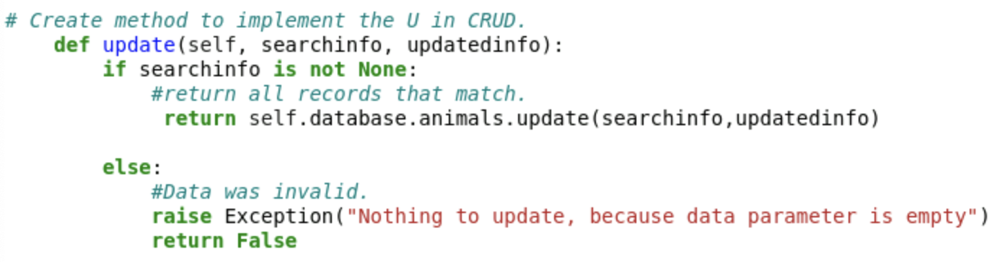 # Create method to implement the U in CRUD.
    def update(self, searchinfo, updatedinfo):
        if searchinfo is not None:
            #return all records that match.
             return self.database.animals.update(searchinfo,updatedinfo)

        else:
            #Data was invalid.
            raise Exception("Nothing to update, because data parameter is empty")
            return False